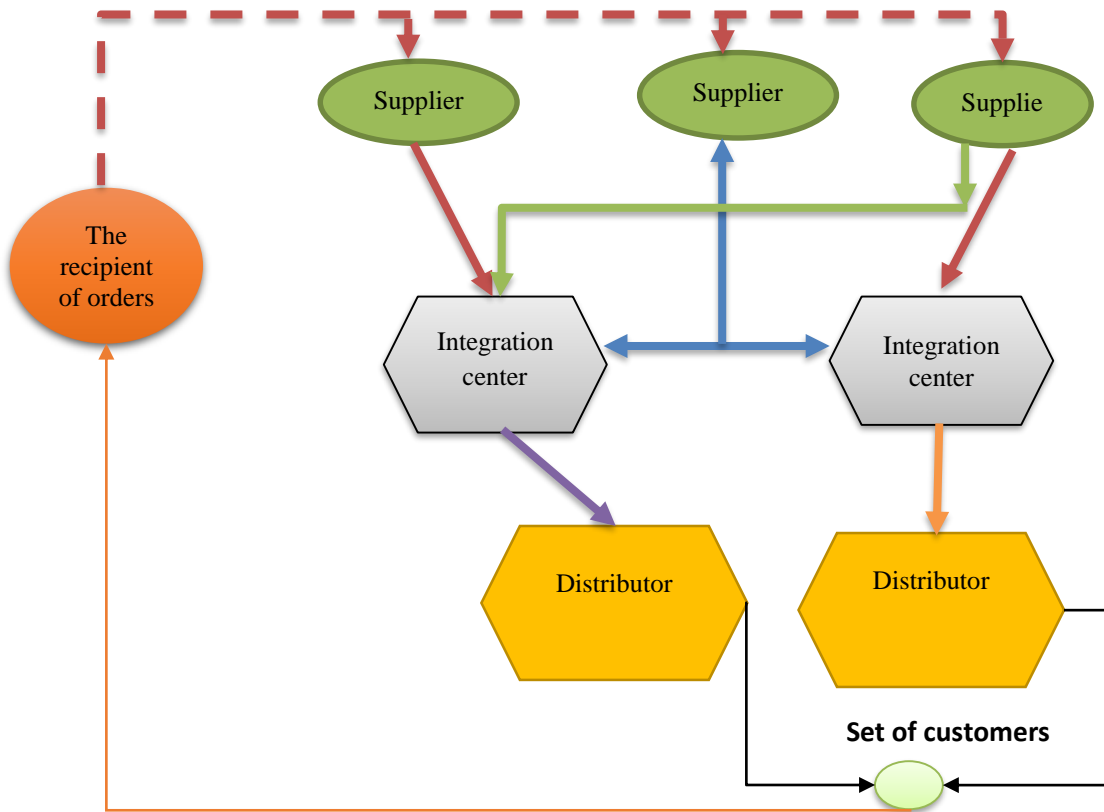 Supplier
Supplier
Supplie
The
recipient
of orders
Integration
center
Integration
center
Distributor
Distributor
Set of customers